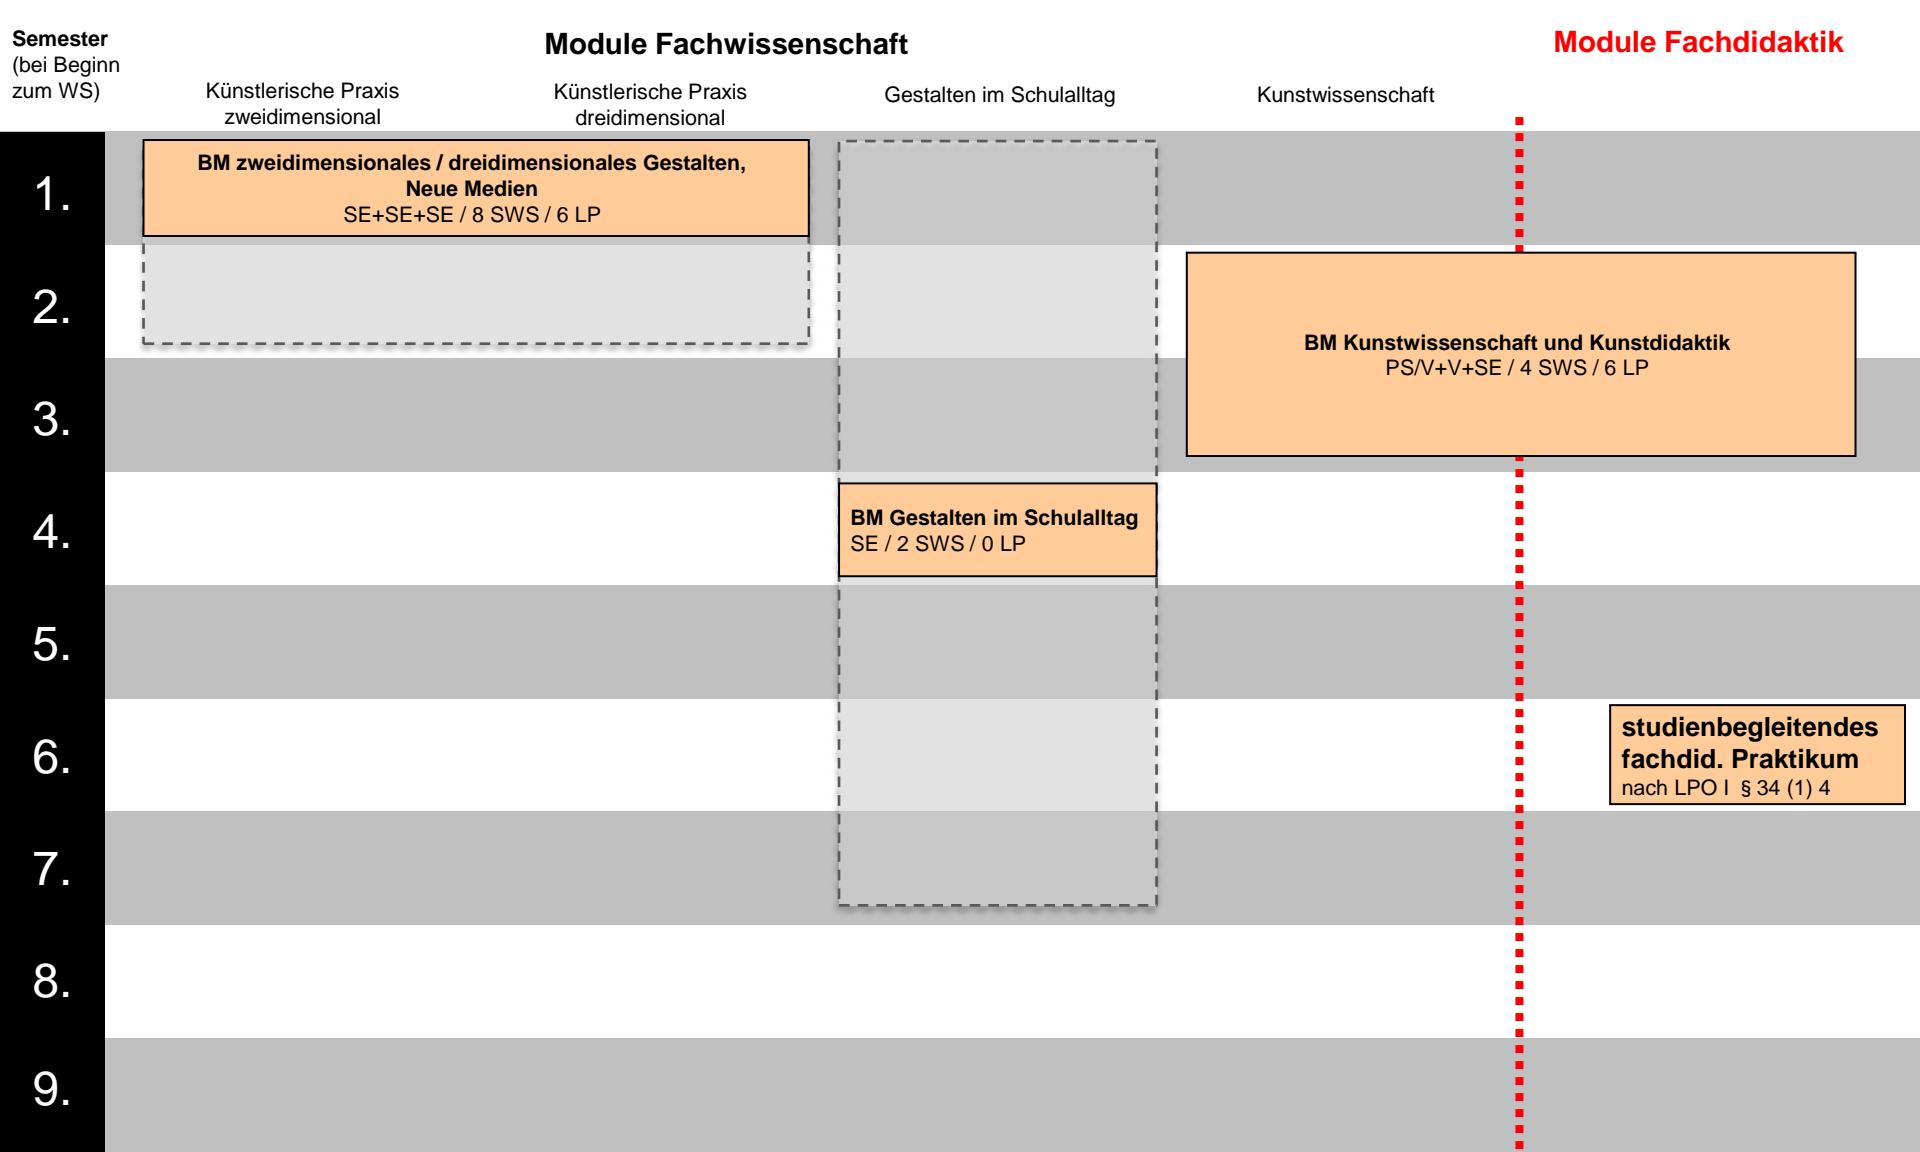 Semester
(bei Beginn
zum WS)
Module Fachwissenschaft
Module Fachdidaktik
Künstlerische Praxis
zweidimensional
Künstlerische Praxis
dreidimensional
Gestalten im Schulalltag
Kunstwissenschaft
1.
BM zweidimensionales / dreidimensionales Gestalten,
Neue Medien
SE+SE+SE / 8 SWS / 6 LP
2.
BM Kunstwissenschaft und Kunstdidaktik
PS/V+V+SE / 4 SWS / 6 LP
3.
4.
BM Gestalten im Schulalltag
SE / 2 SWS / 0 LP
5.
6.
studienbegleitendes
fachdid. Praktikum
nach LPO I § 34 (1) 4
7.
8.
9.